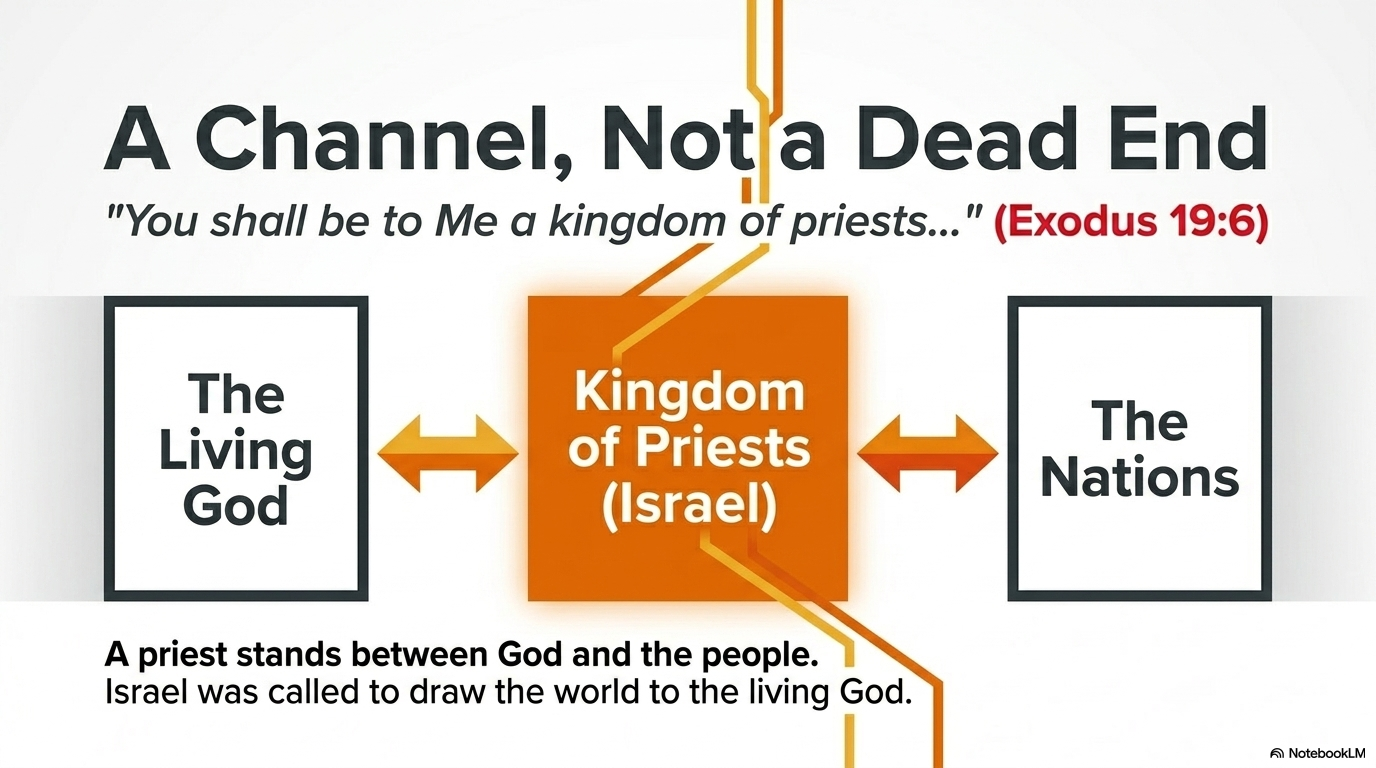 A Channel, Not a Dead End
"You shall be to Me a kingdom of priests..." (Exodus 19:6)
The
Living
God
Kingdom
of Priests
(Israel)
The
Nations
A priest stands between God and the people.
Israel was called to draw the world to the living God.
NotebookLM